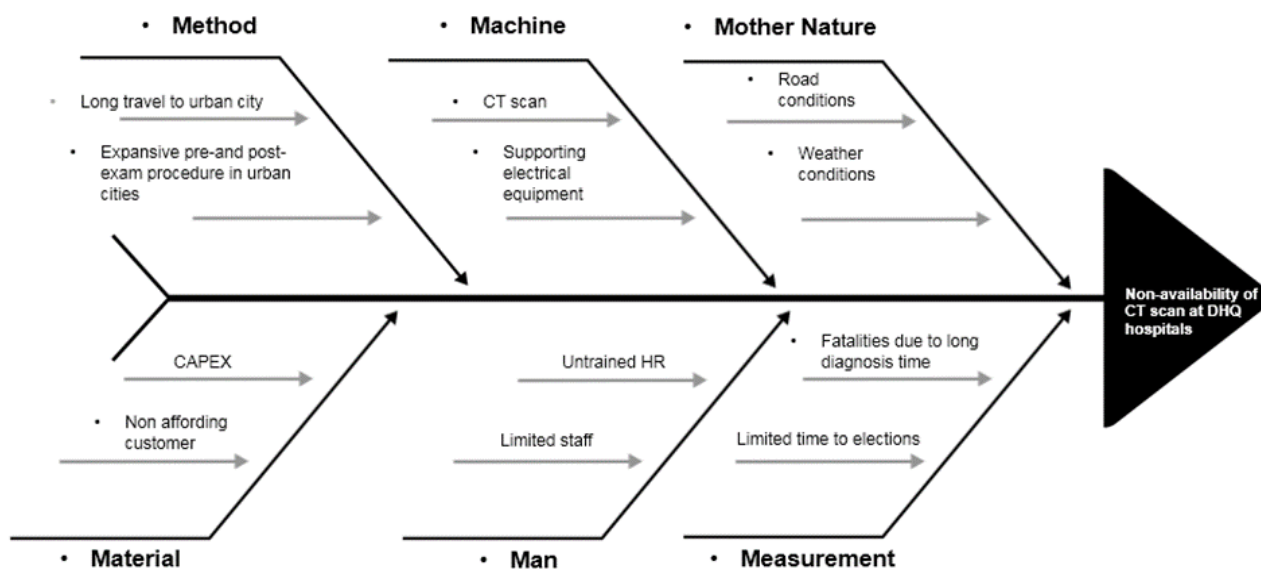 • Method
• Machine
• Mother Nature
• Long travel to urban city
• Expansive pre-and post-
exam procedure in urban
cities
• CT scan
• Supporting
electrical
equipment
• Road
conditions
• Weather
conditions
Non-availability of
CT scan at DHQ
hospitals
CAPEX
• Non affording
customer
Untrained HR
Limited staff
• Fatalities due to long
diagnosis time
Limited time to elections
• Material
• Man
• Measurement